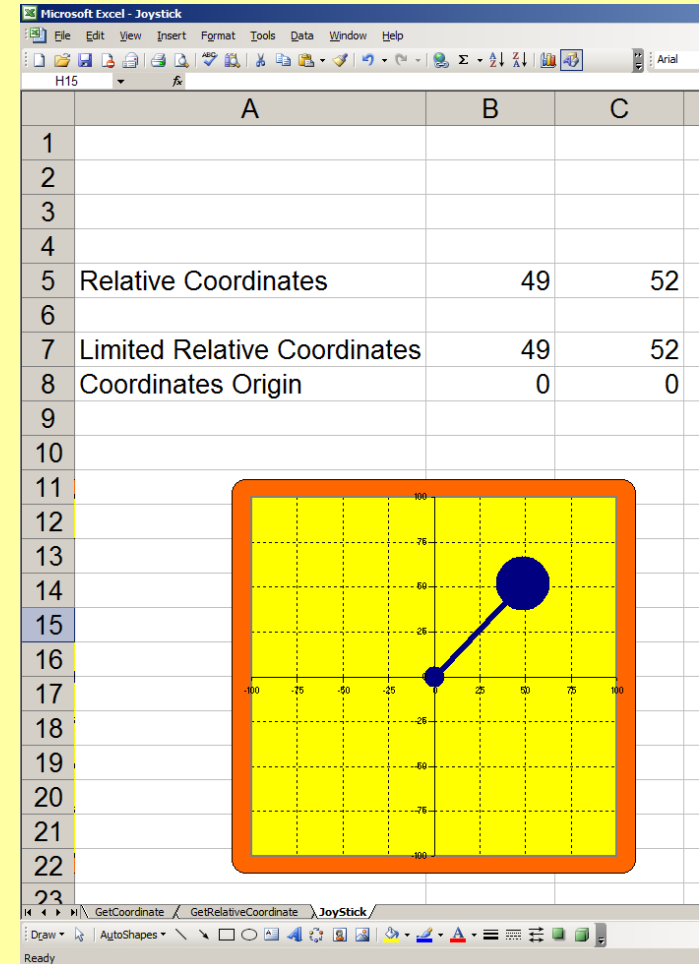 Microsoft Excel - Joystick
File Edit View Insert Format Tools Data Window Help
Arial
H15 fx
A B C
1
2
3
4
5 Relative Coordinates 49 52
6
7 Limited Relative Coordinates 49 52
8 Coordinates Origin 0 0
9
10
11
12
13
14
15
16
17
18
19
20
21
22
23
100
75
50
25
0
-100 -75 -50 -25 0 25 50 75 100
-25
-50
-75
-100
GetCoordinate GetRelativeCoordinate JoyStick
Draw AutoShapes
Ready